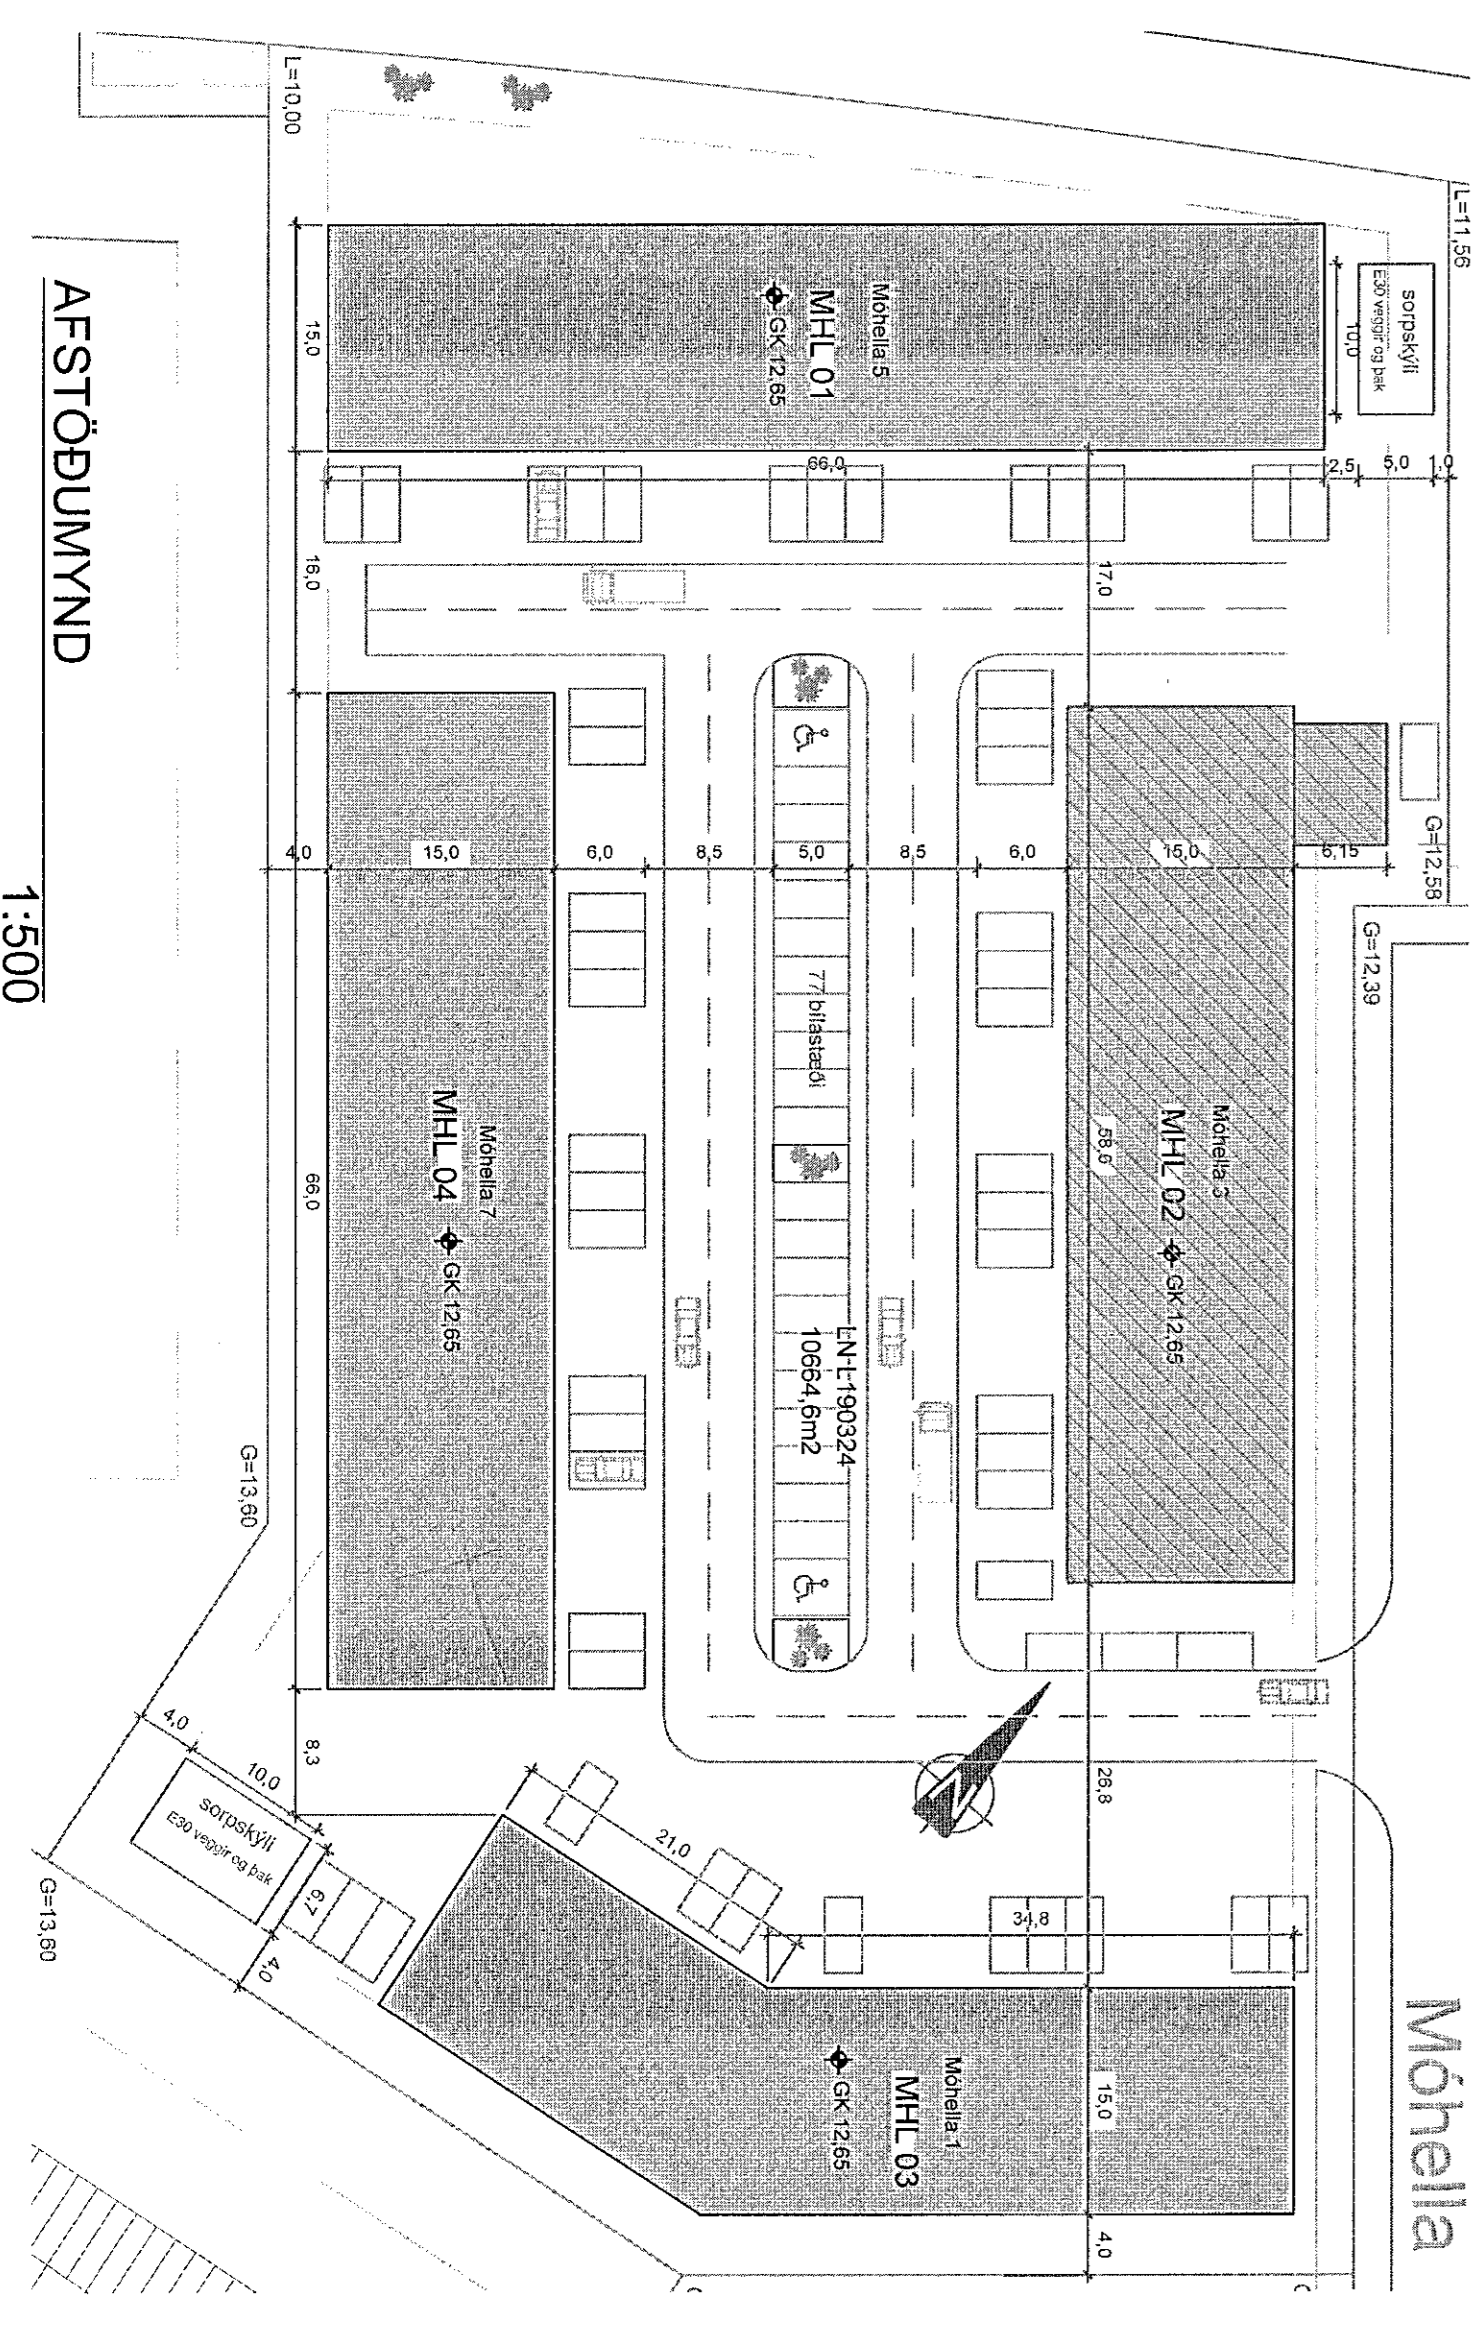 AFSTÖÐUMYND
1:500
Móhella
L=10,00
L=11,56
G=12,58
G=12,39
G=13,60
G=13,60
sorpskýli
E30 veggir og þak
10,0
Móhella 5
MHL 01
GK 12,65
15,0
66,0
2,5
5,0
1,0
16,0
17,0
Móhella 3
MHL 02
GK 12,65
58,6
4,0
15,0
6,0
8,5
5,0
8,5
6,0
15,0
6,15
77 bílastæði
LN-L190324
10664,6m2
Móhella 7
MHL 04
GK 12,65
66,0
8,3
26,8
N
4,0
10,0
sorpskýli
E30 veggir og þak
6,7
4,0
21,0
34,8
Móhella 1
MHL 03
GK 12,65
15,0
4,0